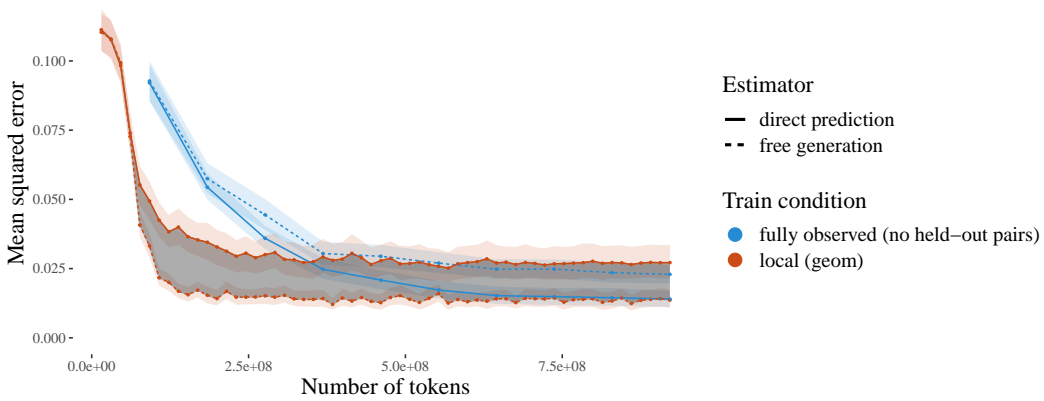 Mean squared error
0.100
0.075
0.050
0.025
0.000
0.0e+00
2.5e+08
5.0e+08
7.5e+08
Number of tokens
Estimator
direct prediction
free generation
Train condition
fully observed (no held−out pairs)
local (geom)